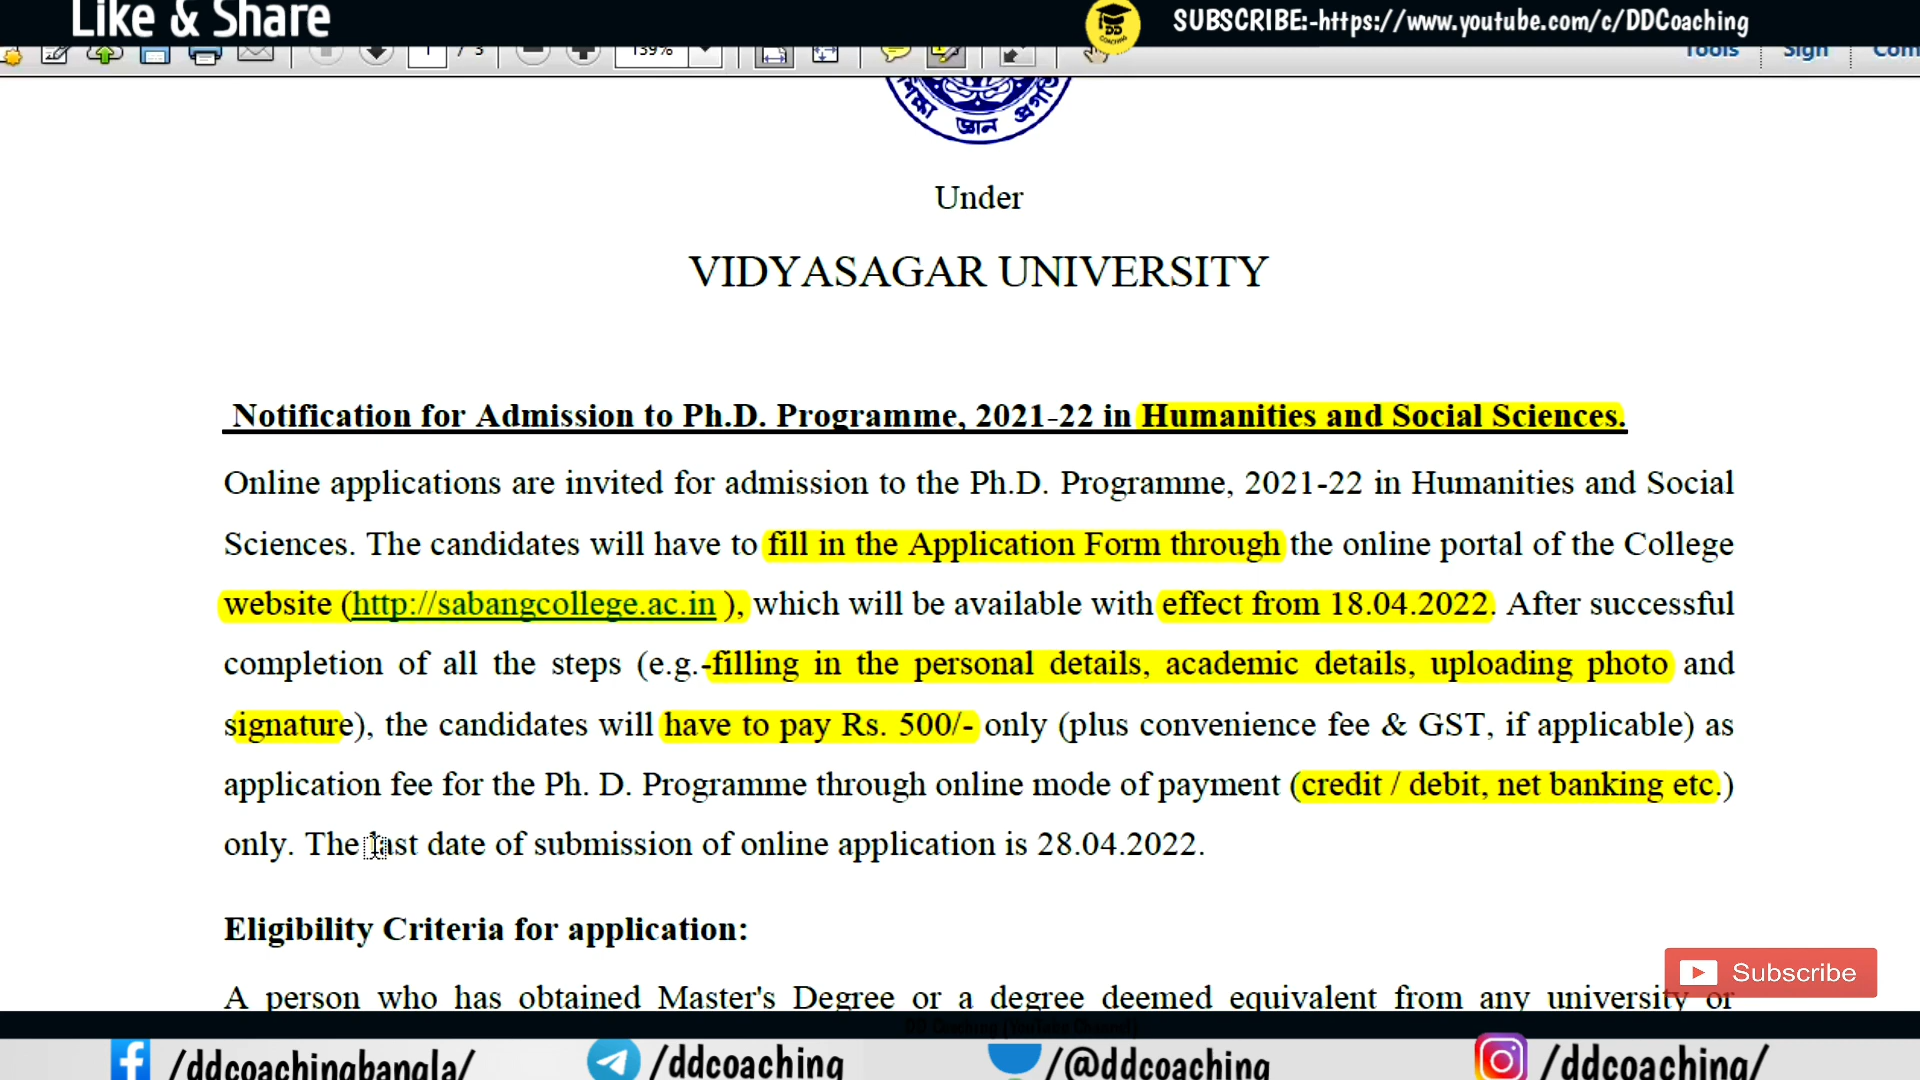 Like & Share
DD
COACHING
SUBSCRIBE:-https://www.youtube.com/c/DDCoaching
1 / 3
139%
Tools
Sign
শিক্ষা জ্ঞান প্রগতি
Under
VIDYASAGAR UNIVERSITY
Notification for Admission to Ph.D. Programme, 2021-22 in Humanities and Social Sciences.
Online applications are invited for admission to the Ph.D. Programme, 2021-22 in Humanities and Social
Sciences. The candidates will have to fill in the Application Form through the online portal of the College
website (http://sabangcollege.ac.in ), which will be available with effect from 18.04.2022. After successful
completion of all the steps (e.g.-filling in the personal details, academic details, uploading photo and
signature), the candidates will have to pay Rs. 500/- only (plus convenience fee & GST, if applicable) as
application fee for the Ph. D. Programme through online mode of payment (credit / debit, net banking etc.)
only. The last date of submission of online application is 28.04.2022.
Eligibility Criteria for application:
A person who has obtained Master's Degree or a degree deemed equivalent from any university or
Subscribe
/ddcoachingbangla/
/ddcoaching
/@ddcoaching
/ddcoaching/